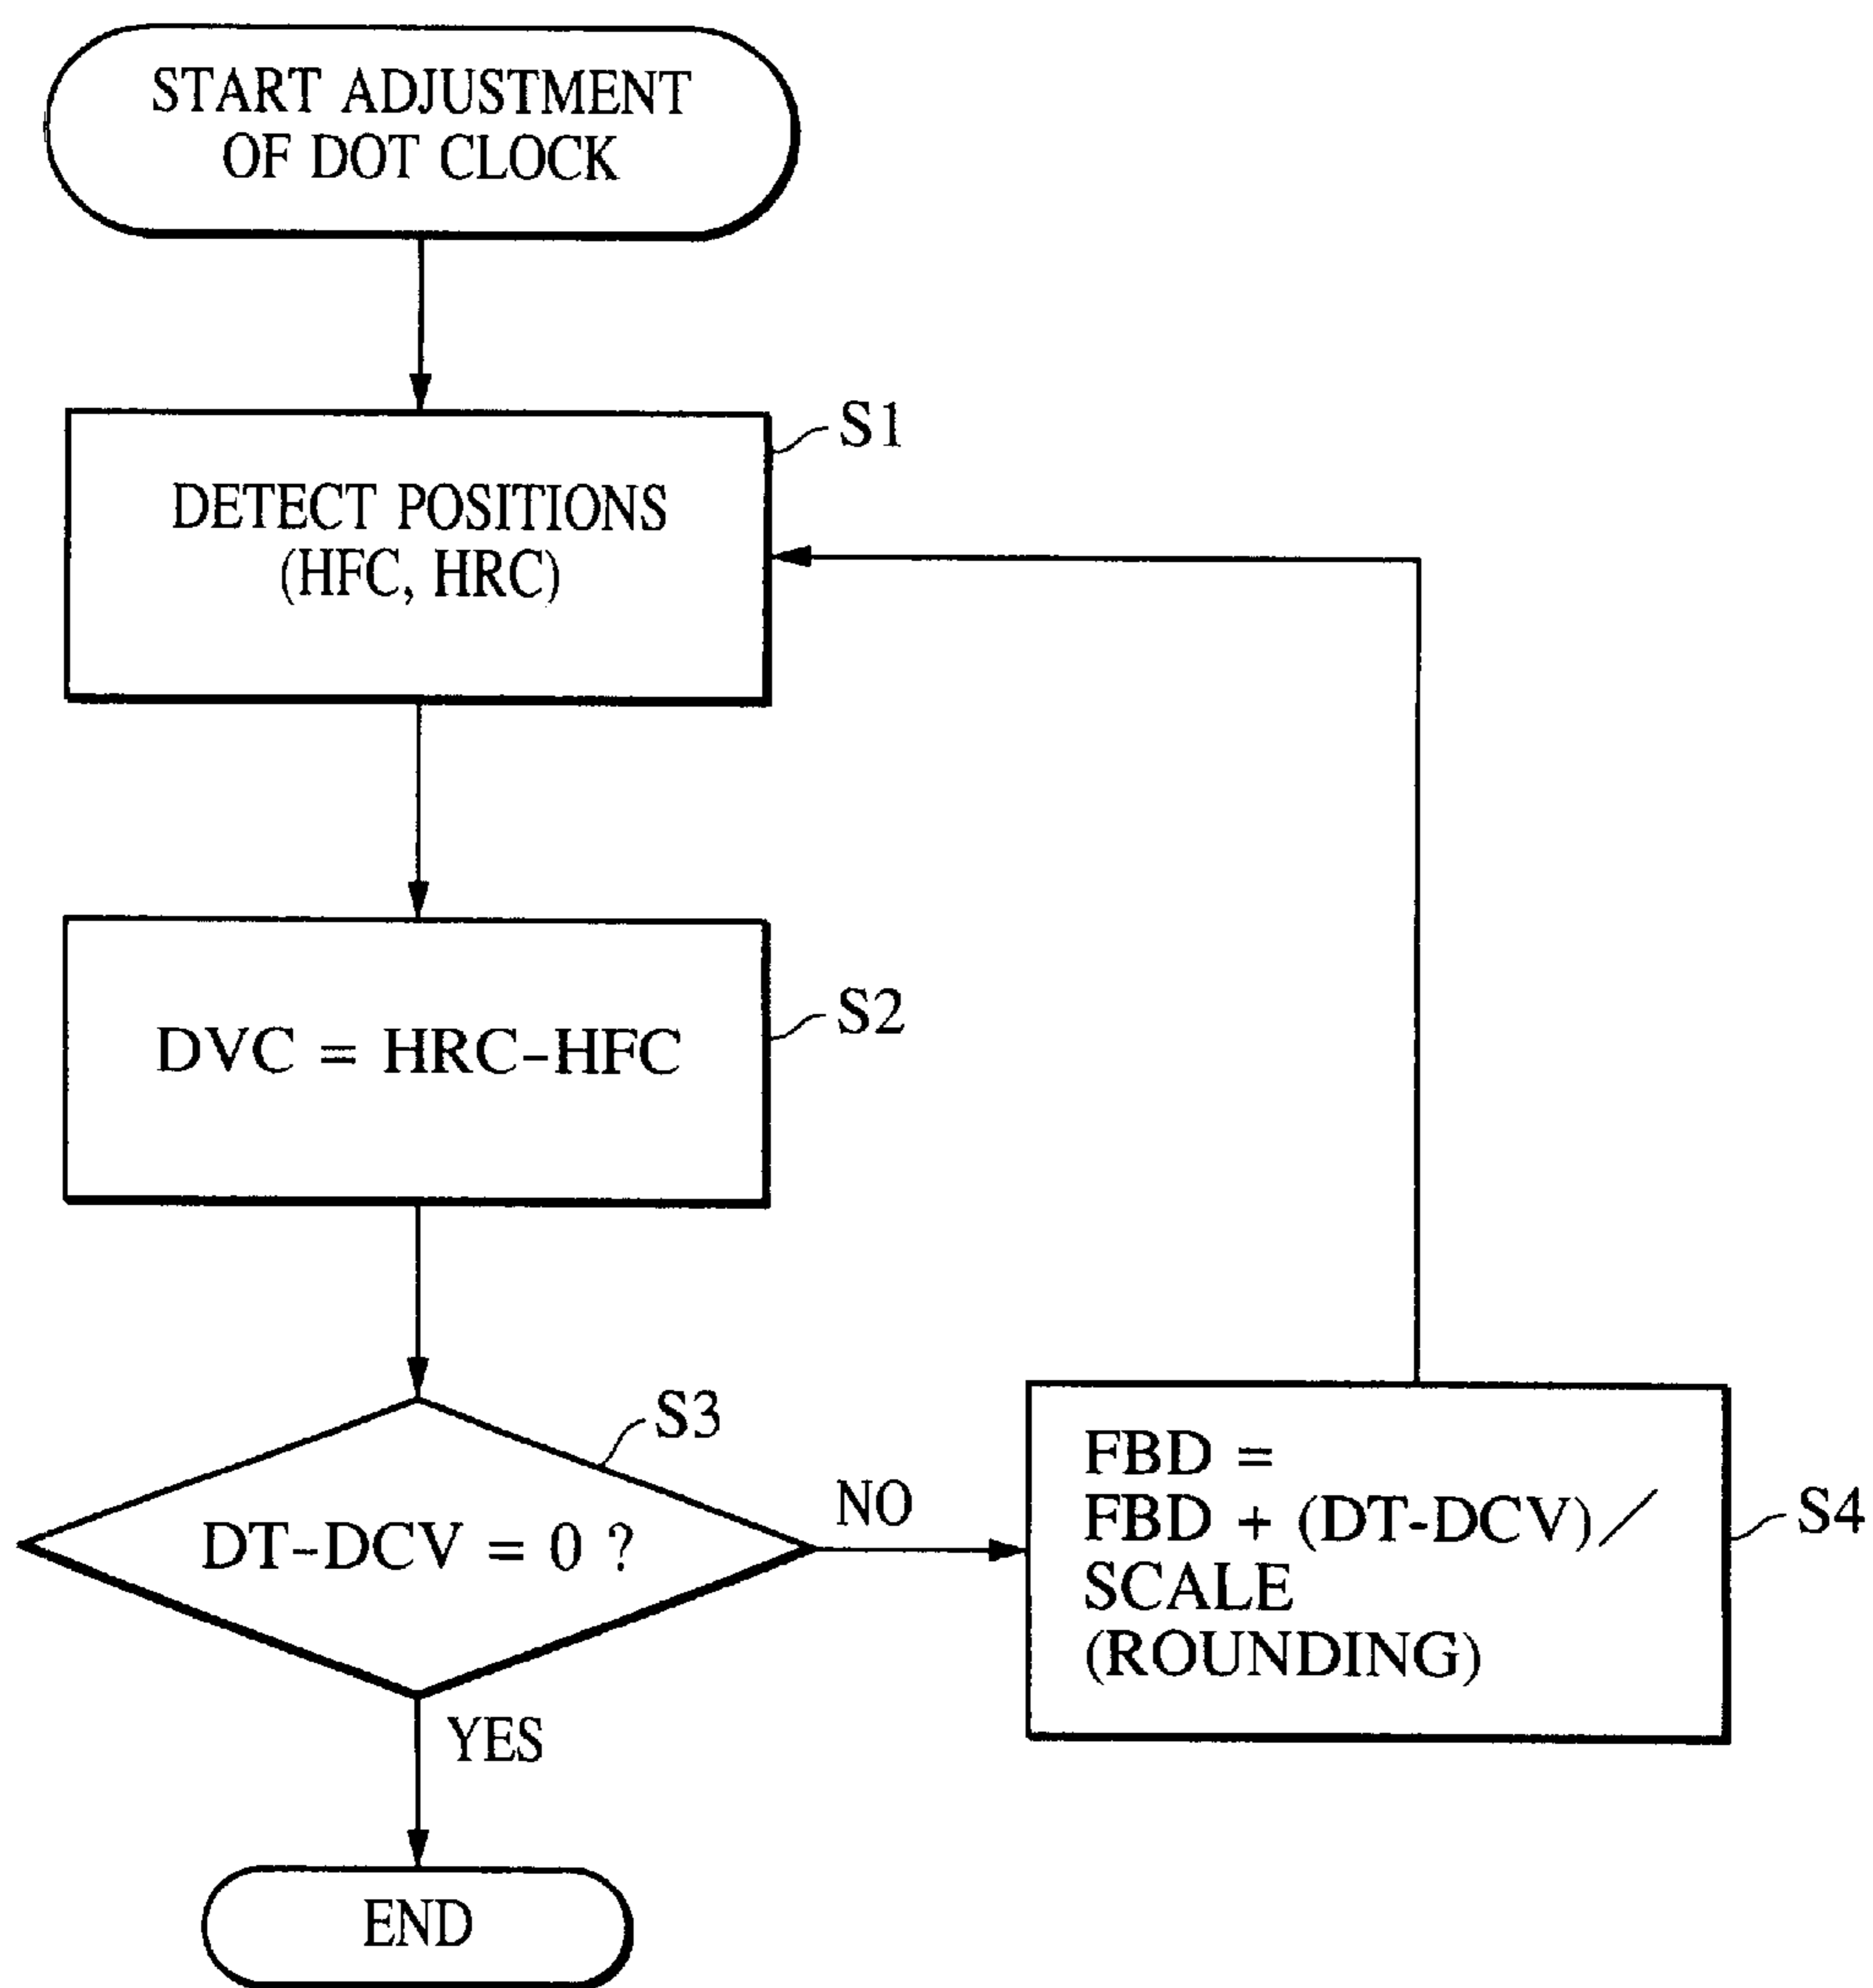 START ADJUSTMENT
OF DOT CLOCK
S1
DETECT POSITIONS
(HFC, HRC)
S2
DVC = HRC-HFC
S3
DT-DCV = 0 ?
NO
FBD =
FBD + (DT-DCV)/
SCALE
(ROUNDING)
S4
YES
END